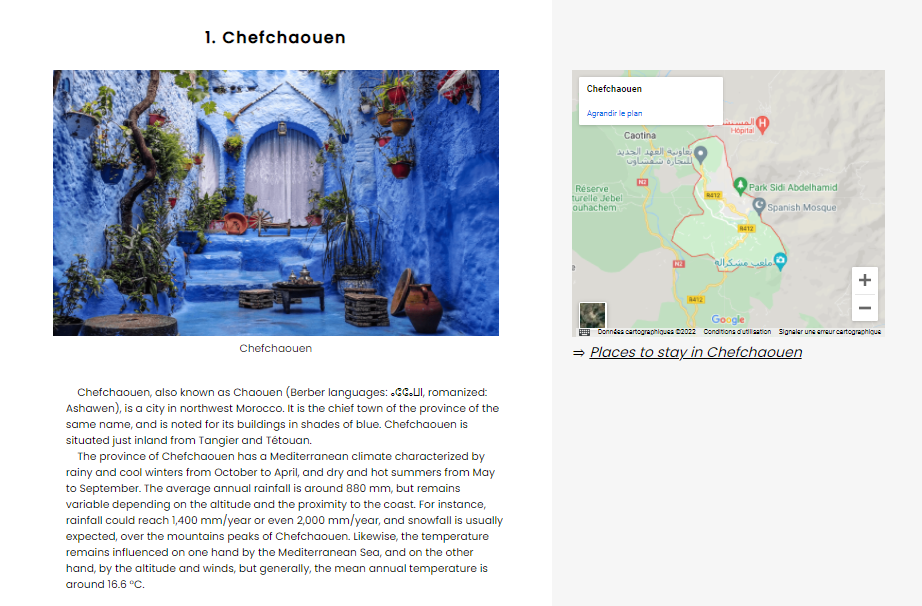 1. Chefchaouen
Chefchaouen
Chefchaouen, also known as Chaouen (Berber languages: ⴰⵛⵛⴰⵡⵏ, romanized:
Ashawen), is a city in northwest Morocco. It is the chief town of the province of the
same name, and is noted for its buildings in shades of blue. Chefchaouen is
situated just inland from Tangier and Tétouan.
The province of Chefchaouen has a Mediterranean climate characterized by
rainy and cool winters from October to April, and dry and hot summers from May
to September. The average annual rainfall is around 880 mm, but remains
variable depending on the altitude and the proximity to the coast. For instance,
rainfall could reach 1,400 mm/year or even 2,000 mm/year, and snowfall is usually
expected, over the mountains peaks of Chefchaouen. Likewise, the temperature
remains influenced on one hand by the Mediterranean Sea, and on the other
hand, by the altitude and winds, but generally, the mean annual temperature is
around 16.6 °C.
Chefchaouen
Agrandir le plan
Hôpital
Caotina
تعاونية العهد الجديد
للنجارة شفشاون
N2
Réserve
turelle Jebel
ouhachem
Park Sidi Abdelhamid
R412
Spanish Mosque
R412
N2
ملعب مشكرالة
R412
Google
Données cartographiques ©2022 Conditions d'utilisation Signaler une erreur cartographique
⇒ Places to stay in Chefchaouen